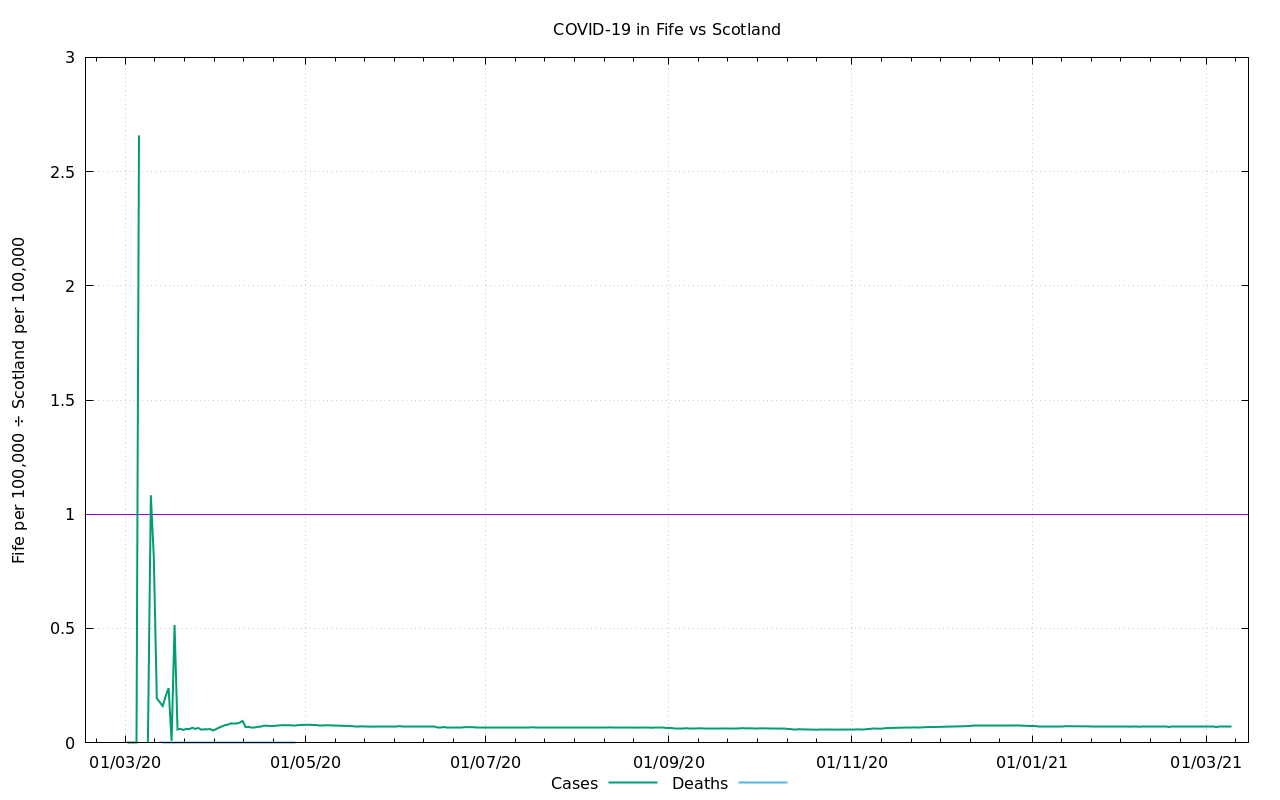 COVID-19 in Fife vs Scotland
Fife per 100,000 ÷ Scotland per 100,000
3
2.5
2
1.5
1
0.5
0
01/03/20 01/05/20 01/07/20 01/09/20 01/11/20 01/01/21 01/03/21
Cases Deaths